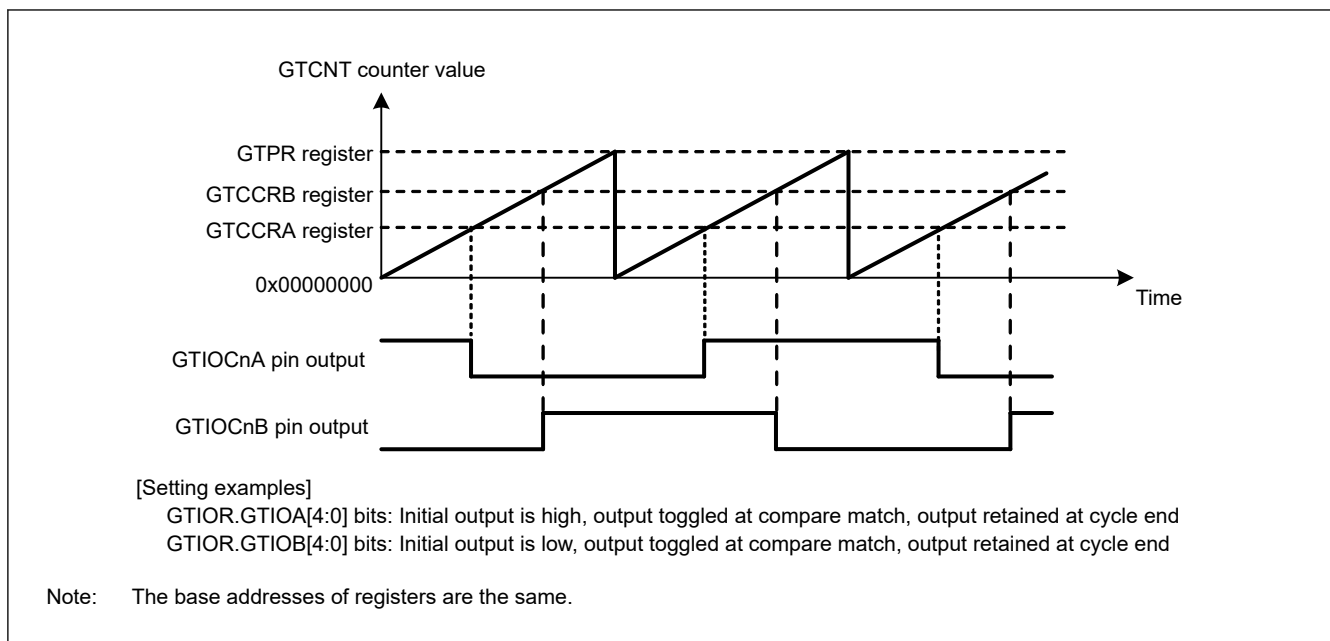 GTCNT counter value
GTPR register
GTCCRB register
GTCCRA register
0x00000000
Time
GTIOCnA pin output
GTIOCnB pin output
[Setting examples]
GTIOR.GTIOA[4:0] bits: Initial output is high, output toggled at compare match, output retained at cycle end
GTIOR.GTIOB[4:0] bits: Initial output is low, output toggled at compare match, output retained at cycle end
Note: The base addresses of registers are the same.